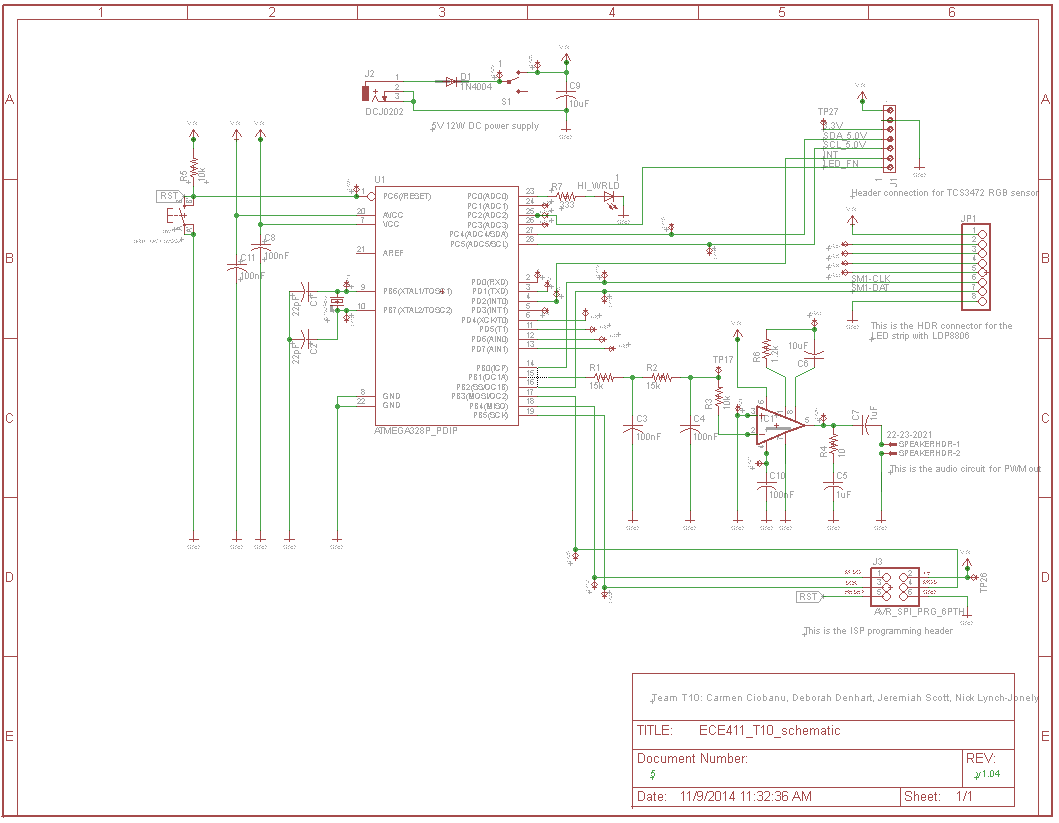 1 2 3 4 5 6
A A
B B
C C
D D
E E
J2
1
2
3
DCJ0202
D1
1N4004
1
S1
C9
10uF
5V 12W DC power supply
TP27
3.3V
SDA_5.0V
SCL_5.0V
INT
LED_EN
J1
Header connection for TCS3472 RGB sensor
R5
10k
RST
C11
100nF
C8
100nF
U1
1 PC6(/RESET)
20 AVCC
7 VCC
21 AREF
9 PB6(XTAL1/TOSC1)
10 PB7(XTAL2/TOSC2)
8 GND
22 GND
PC0(ADC0) 23
PC1(ADC1) 24
PC2(ADC2) 25
PC3(ADC3) 26
PC4(ADC4/SDA) 27
PC5(ADC5/SCL) 28
PD0(RXD) 2
PD1(TXD) 3
PD2(INT0) 4
PD3(INT1) 5
PD4(XCK/T0) 6
PD5(T1) 11
PD6(AIN0) 12
PD7(AIN1) 13
PB0(ICP) 14
PB1(OC1A) 15
PB2(SS/OC1B) 16
PB3(MOSI/OC2) 17
PB4(MISO) 18
PB5(SCK) 19
ATMEGA328P_PDIP
C1
22pF
C2
22pF
R7
333
HI_WRLD
JP1
1
2
3
4
5
6
7
8
SM1-CLK
SM1-DAT
This is the HDR connector for the
LED strip with LDP8806
R1
15k
R2
15k
TP17
C3
100nF
C4
100nF
R3
10k
R6
1.2k
10uF
C6
IC1
C10
100nF
R4
10
C5
1uF
C7
1uF
22-23-2021
SPEAKERHDR-1
SPEAKERHDR-2
This is the audio circuit for PWM out
J3
1 2
3 4
5 6
RST
TP26
AVR_SPI_PRG_6PTH
This is the ISP programming header
Team T10: Carmen Ciobanu, Deborah Denhart, Jeremiah Scott, Nick Lynch-Jonely
TITLE: ECE411_T10_schematic
Document Number:
5
REV:
v1.04
Date: 11/9/2014 11:32:36 AM
Sheet: 1/1